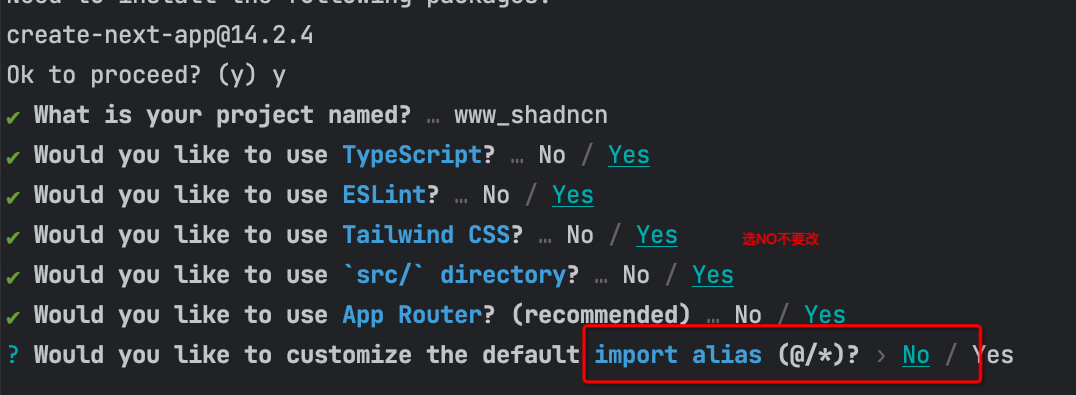 Need to install the following packages:
create-next-app@14.2.4
Ok to proceed? (y) y
✔ What is your project named? … www_shadncn
✔ Would you like to use TypeScript? … No / Yes
✔ Would you like to use ESLint? … No / Yes
✔ Would you like to use Tailwind CSS? … No / Yes
选NO不要改
✔ Would you like to use `src/` directory? … No / Yes
✔ Would you like to use App Router? (recommended) … No / Yes
? Would you like to customize the default import alias (@/*)? › No / Yes